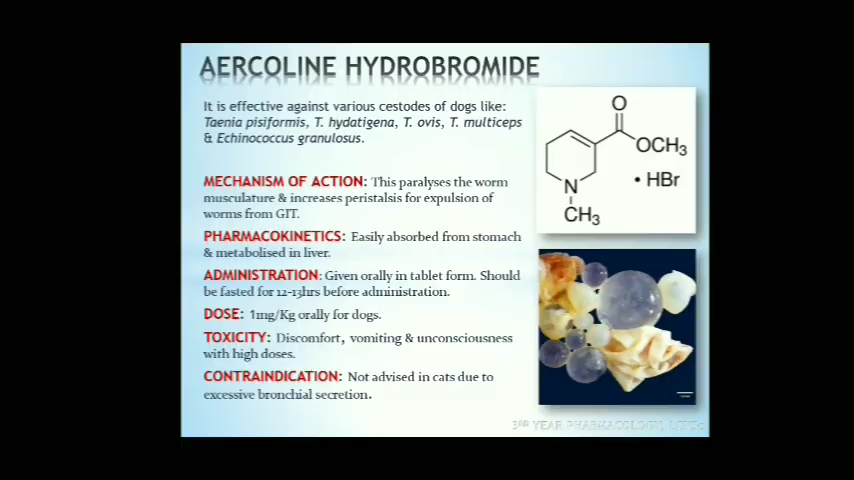 AERCOLINE HYDROBROMIDE
It is effective against various cestodes of dogs like:
Taenia pisiformis, T. hydatigena, T. ovis, T. multiceps
& Echinococcus granulosus.
MECHANISM OF ACTION: This paralyses the worm
musculature & increases peristalsis for expulsion of
worms from GIT.
PHARMACOKINETICS: Easily absorbed from stomach
& metabolised in liver.
ADMINISTRATION: Given orally in tablet form. Should
be fasted for 12-13hrs before administration.
DOSE: 1mg/Kg orally for dogs.
TOXICITY: Discomfort, vomiting & unconsciousness
with high doses.
CONTRAINDICATION: Not advised in cats due to
excessive bronchial secretion.
O
OCH3
• HBr
N
CH3
3RD YEAR PHARMACOLOGY,